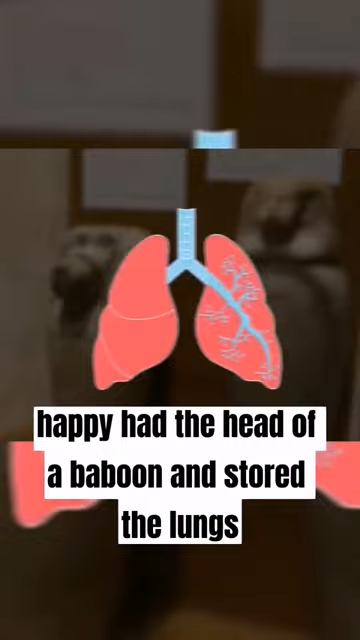 happy had the head of
a baboon and stored
the lungs